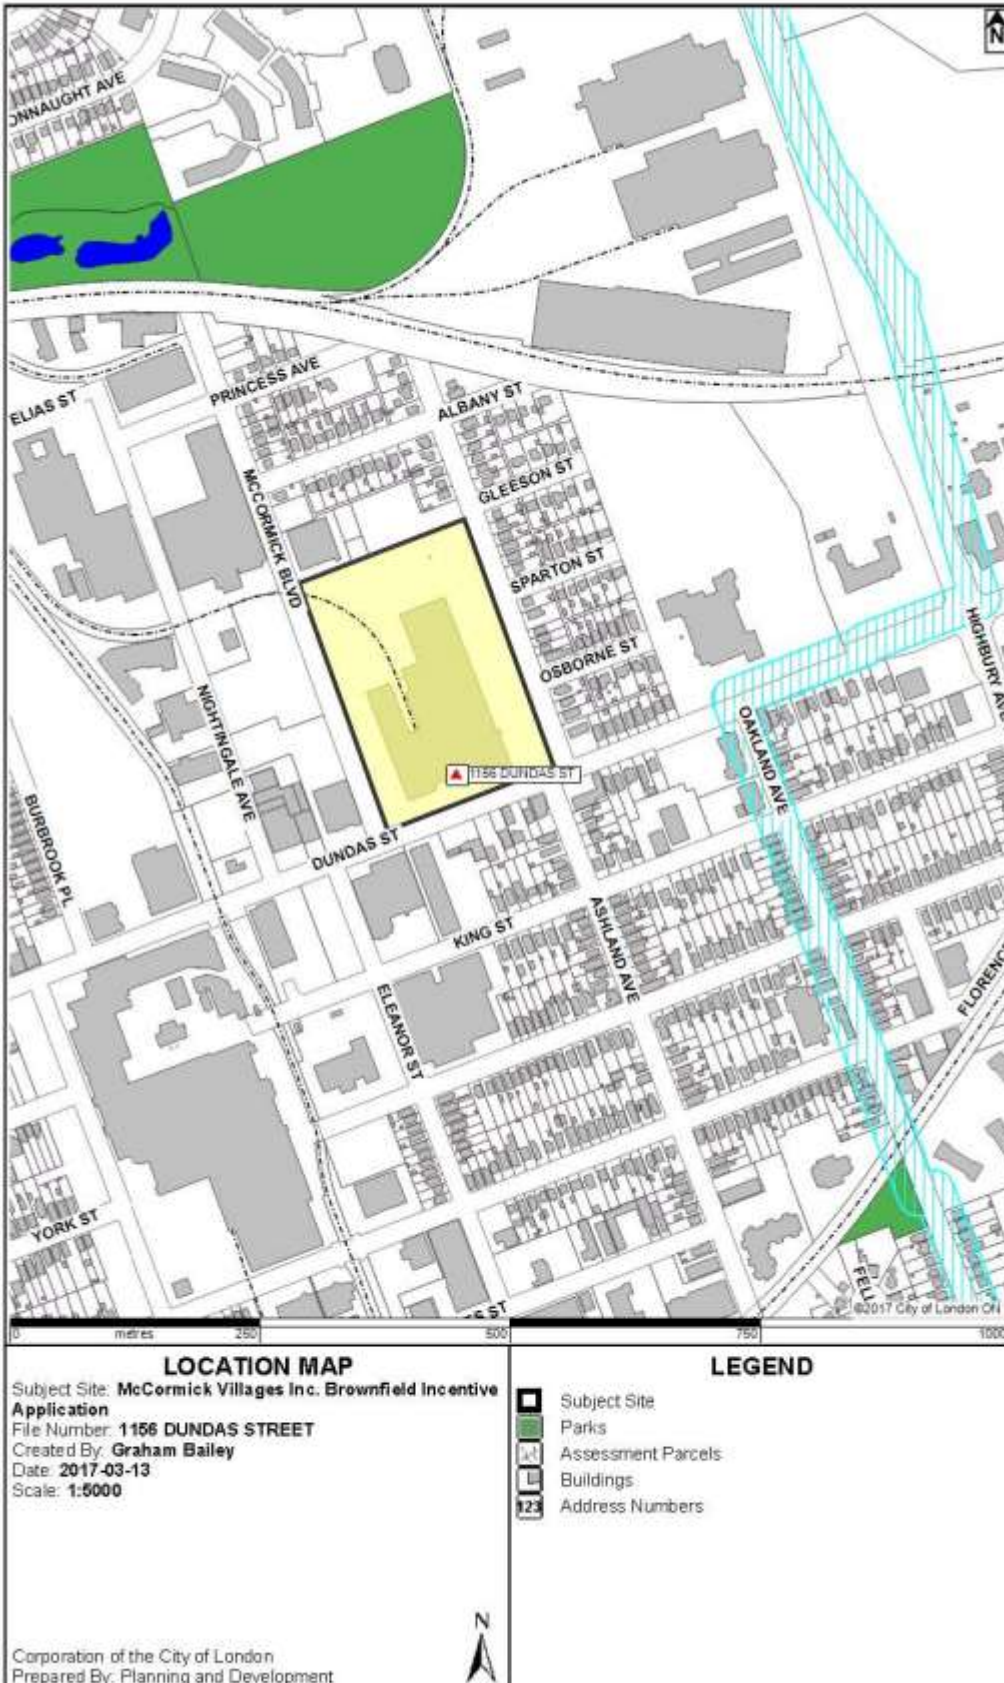 N
ONNAUGHT AVE
PRINCESS AVE
ELIAS ST
ALBANY ST
GLEESON ST
MCCORMICK BLVD
SPARTON ST
OSBORNE ST
HIGHBURY AV
NIGHTINGALE AVE
OAKLAND AVE
1156 DUNDAS ST
BURBROOK PL
DUNDAS ST
KING ST
ASHLAND AVE
ELEANOR ST
FLORENC
YORK ST
FELL
S ST
©2017 City of London ON
0 metres 250 500 750 1000
LOCATION MAP
Subject Site: McCormick Villages Inc. Brownfield Incentive
Application
File Number: 1156 DUNDAS STREET
Created By: Graham Bailey
Date: 2017-03-13
Scale: 1:5000
N
Corporation of the City of London
Prepared By: Planning and Development
LEGEND
Subject Site
Parks
Assessment Parcels
Buildings
123 Address Numbers